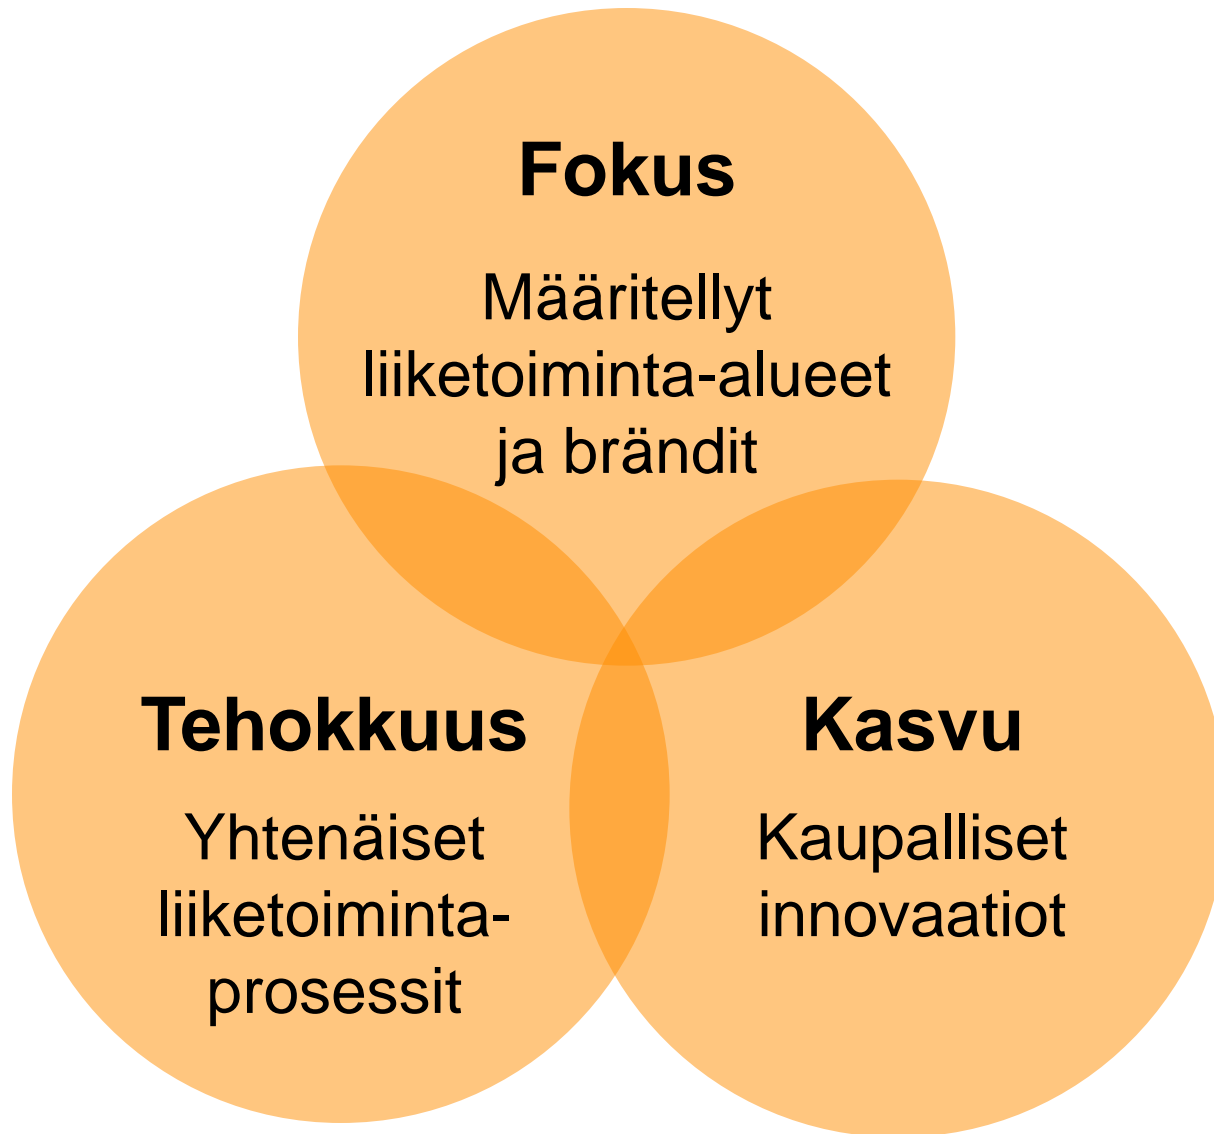 Fokus
Määritellyt
liiketoiminta-alueet
ja brändit
Tehokkuus
Yhtenäiset
liiketoiminta-
prosessit
Kasvu
Kaupalliset
innovaatiot